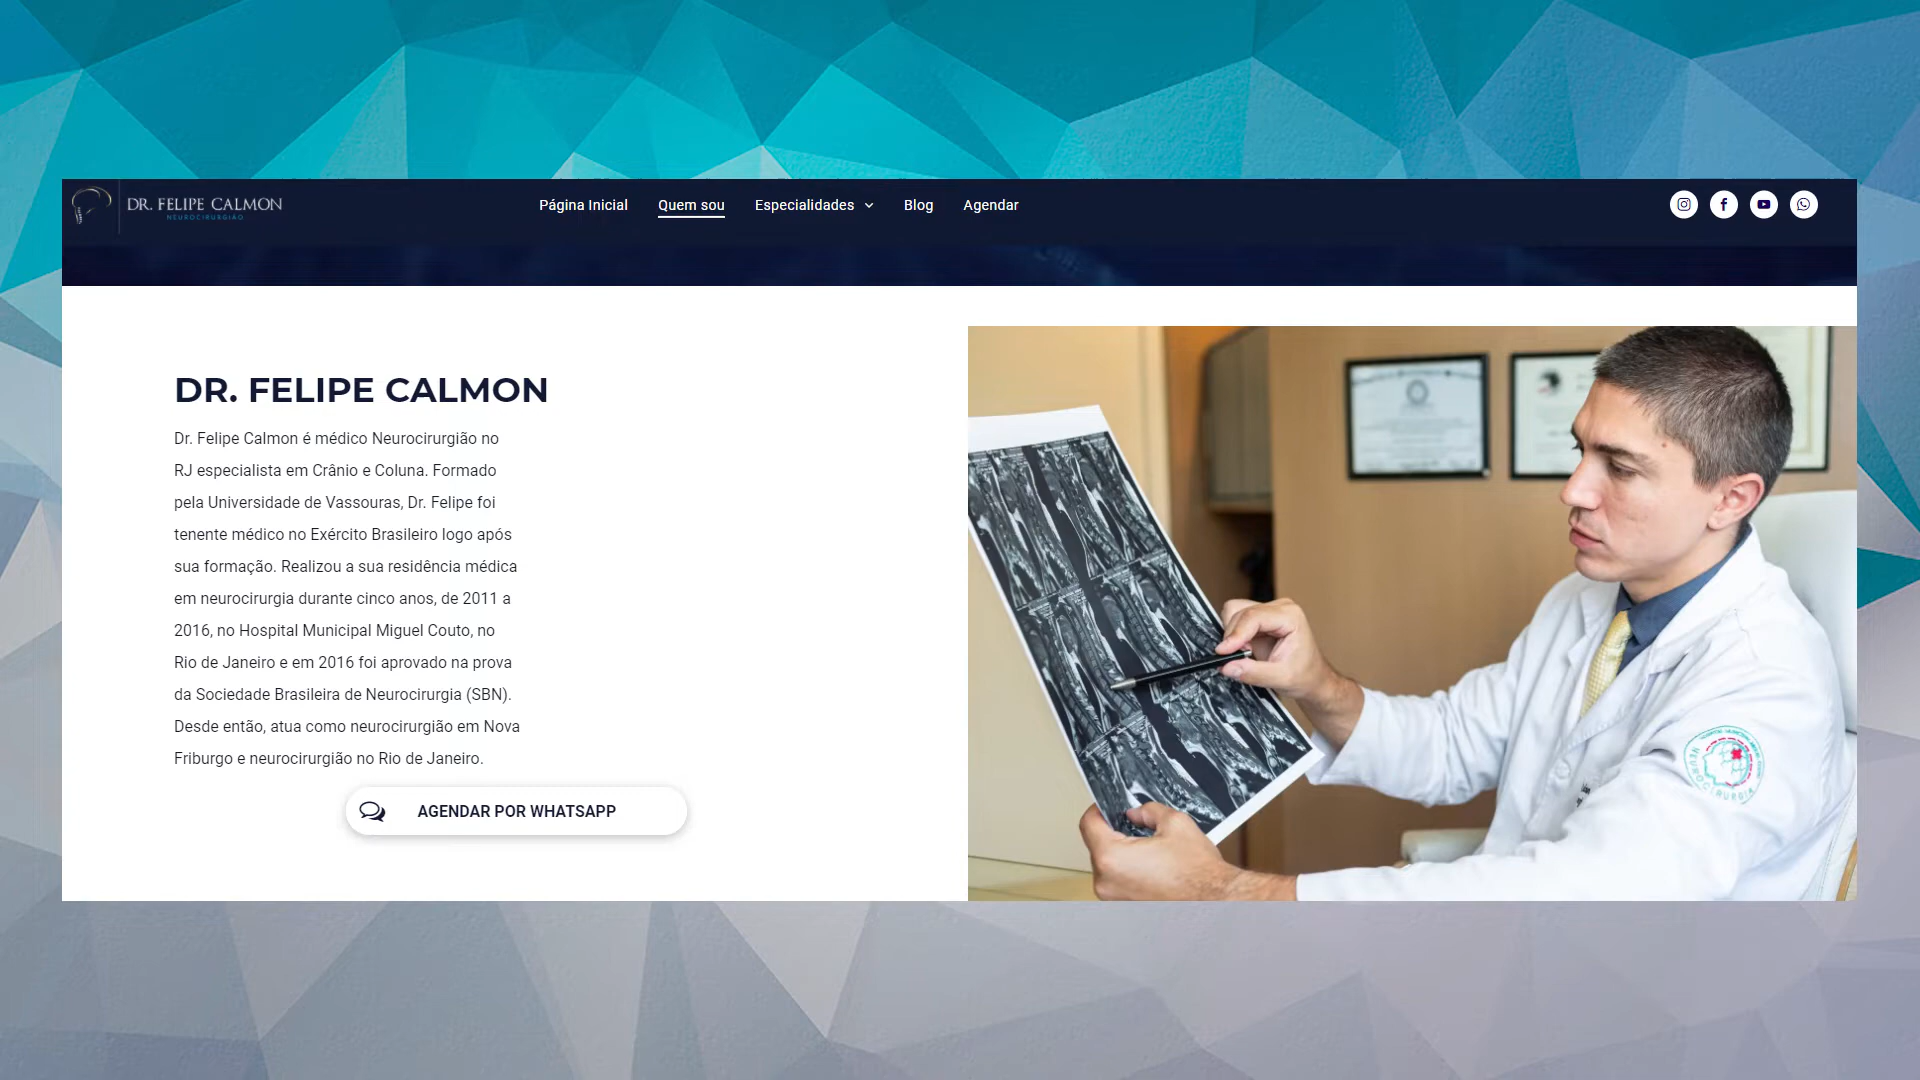 DR. FELIPE CALMON
NEUROCIRURGIÃO
Página Inicial
Quem sou
Especialidades
Blog
Agendar
DR. FELIPE CALMON
Dr. Felipe Calmon é médico Neurocirurgião no
RJ especialista em Crânio e Coluna. Formado
pela Universidade de Vassouras, Dr. Felipe foi
tenente médico no Exército Brasileiro logo após
sua formação. Realizou a sua residência médica
em neurocirurgia durante cinco anos, de 2011 a
2016, no Hospital Municipal Miguel Couto, no
Rio de Janeiro e em 2016 foi aprovado na prova
da Sociedade Brasileira de Neurocirurgia (SBN).
Desde então, atua como neurocirurgião em Nova
Friburgo e neurocirurgião no Rio de Janeiro.
AGENDAR POR WHATSAPP
NEUROCIRURGIA